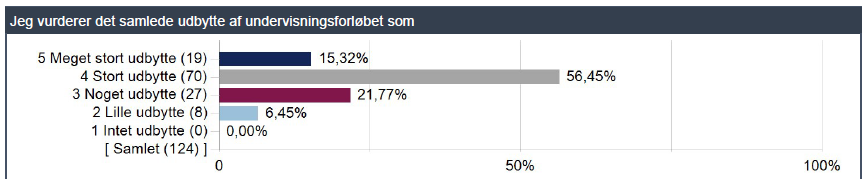 Jeg vurderer det samlede udbytte af undervisningsforløbet som
5 Meget stort udbytte (19) 15,32%
4 Stort udbytte (70) 56,45%
3 Noget udbytte (27) 21,77%
2 Lille udbytte (8) 6,45%
1 Intet udbytte (0) 0,00%
[ Samlet (124) ]
0 50% 100%